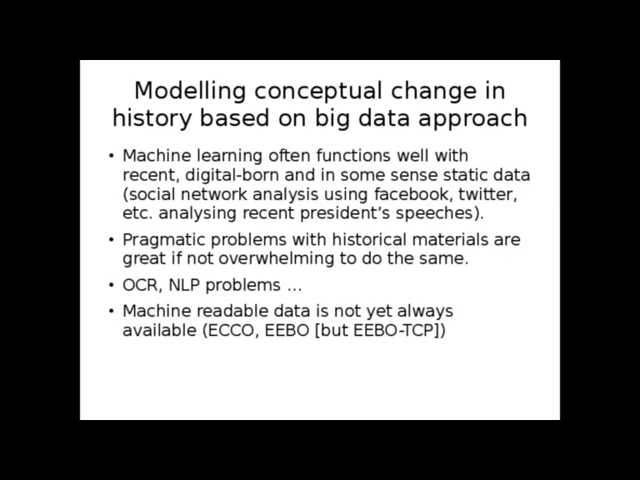 Modelling conceptual change in
history based on big data approach
• Machine learning often functions well with
recent, digital-born and in some sense static data
(social network analysis using facebook, twitter,
etc. analysing recent president’s speeches).
• Pragmatic problems with historical materials are
great if not overwhelming to do the same.
• OCR, NLP problems …
• Machine readable data is not yet always
available (ECCO, EEBO [but EEBO-TCP])